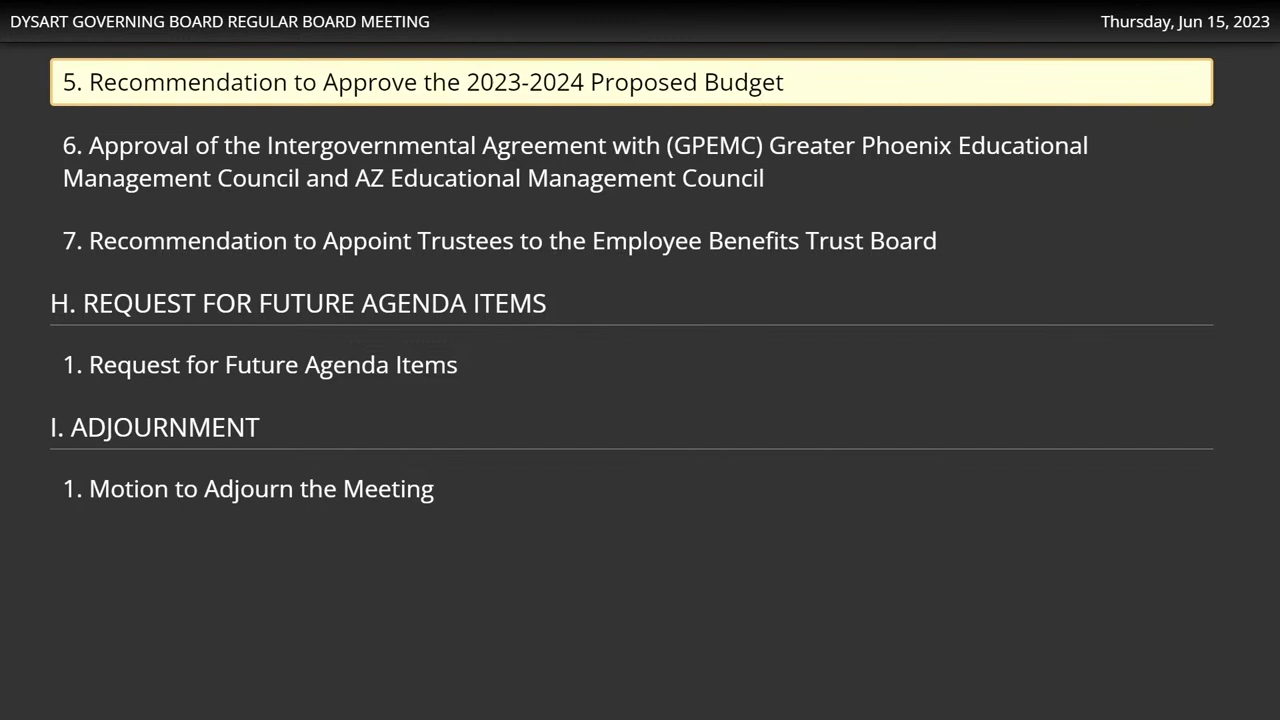 DYSART GOVERNING BOARD REGULAR BOARD MEETING
Thursday, Jun 15, 2023
5. Recommendation to Approve the 2023-2024 Proposed Budget
6. Approval of the Intergovernmental Agreement with (GPEMC) Greater Phoenix Educational
Management Council and AZ Educational Management Council
7. Recommendation to Appoint Trustees to the Employee Benefits Trust Board
H. REQUEST FOR FUTURE AGENDA ITEMS
1. Request for Future Agenda Items
I. ADJOURNMENT
1. Motion to Adjourn the Meeting